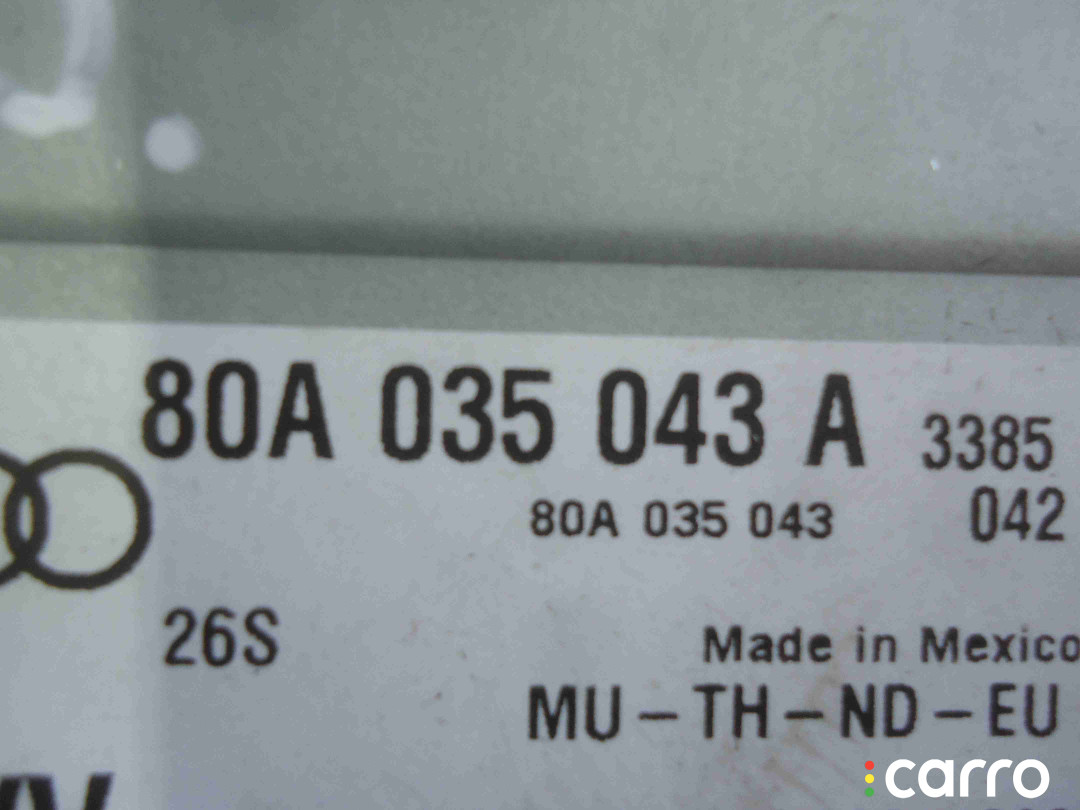 80A 035 043 A 3385
80A 035 043 042
26S
Made in Mexico
MU – TH – ND – EU
carro